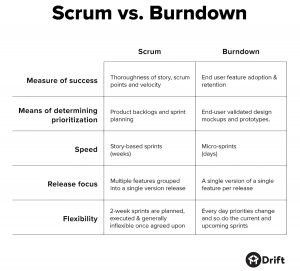 Scrum vs. Burndown
Scrum
Burndown
Measure of success
Thoroughness of story, scrum
points and velocity
End user feature adoption &
retention
Means of determining
prioritization
Product backlogs and sprint
planning
End-user validated design
mockups and prototypes.
Speed
Story-based sprints
(weeks)
Micro-sprints
(days)
Release focus
Multiple features grouped
into a single version release
A single version of a single
feature per release
Flexibility
2-week sprints are planned,
executed & generally
inflexible once agreed upon
Every day priorities change and
so do the current and
upcoming sprints
Drift